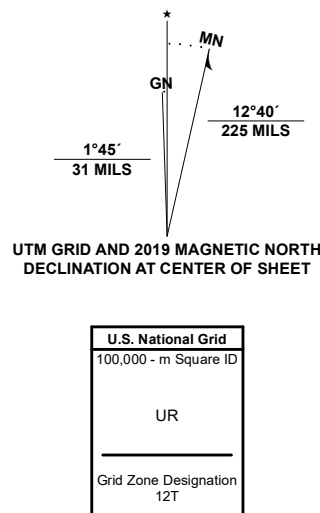 ★
MN
GN
12°40´
225 MILS
1°45´
31 MILS
UTM GRID AND 2019 MAGNETIC NORTH
DECLINATION AT CENTER OF SHEET
U.S. National Grid
100,000 - m Square ID
UR
Grid Zone Designation
12T